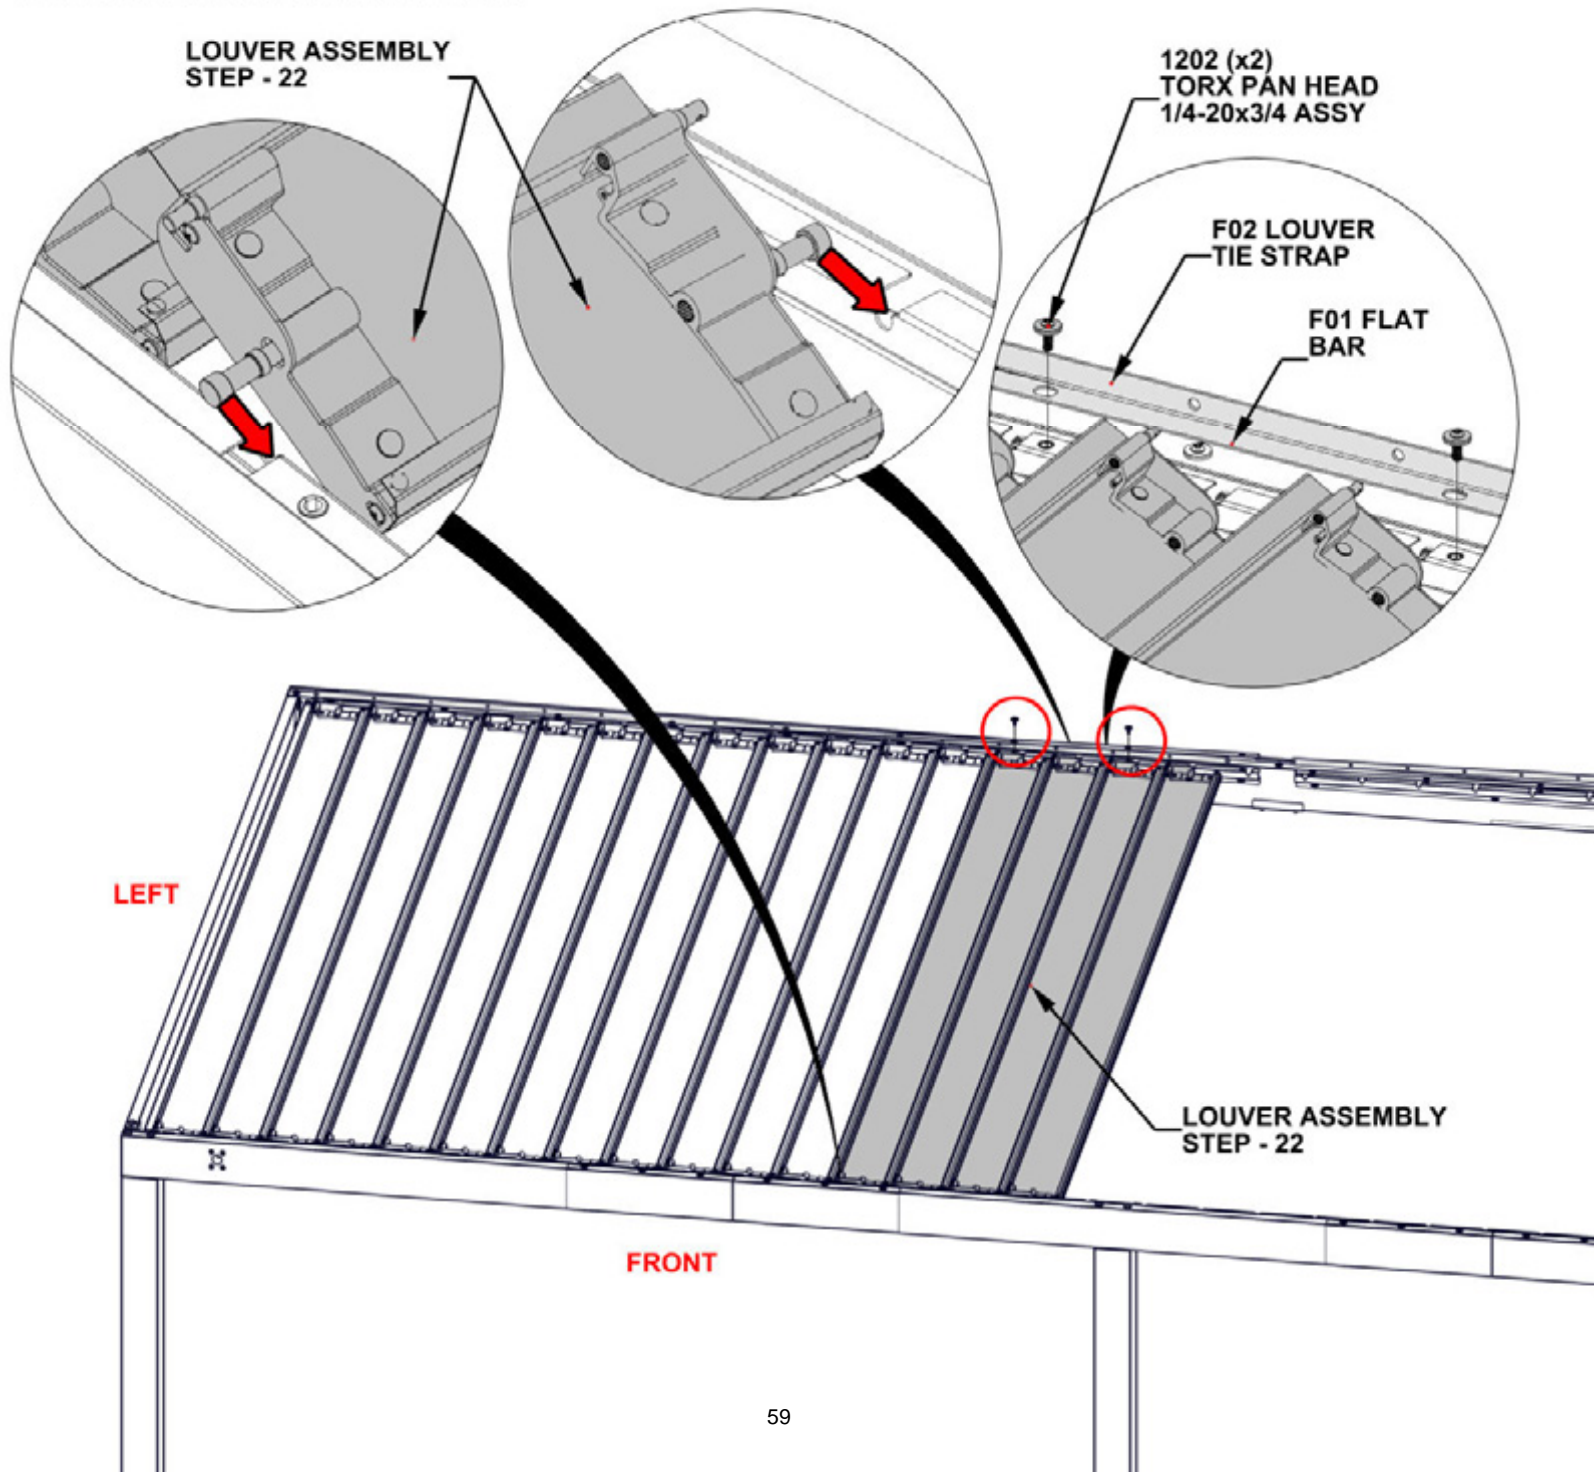 LOUVER ASSEMBLY
STEP - 22
1202 (x2)
TORX PAN HEAD
1/4-20x3/4 ASSY
F02 LOUVER
TIE STRAP
F01 FLAT
BAR
LEFT
LOUVER ASSEMBLY
STEP - 22
FRONT
59